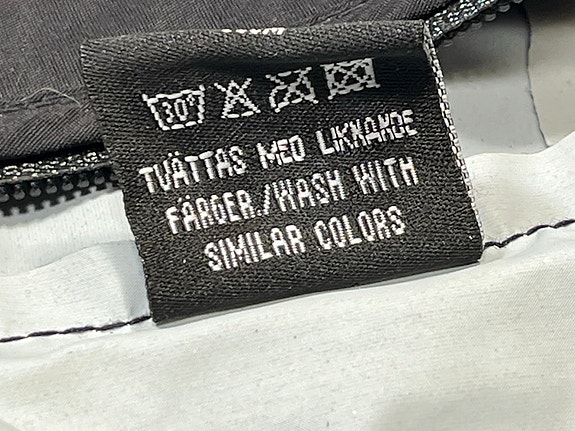 30°
TVÄTTAS MED LIKNANDE
FÄRGER./WASH WITH
SIMILAR COLORS